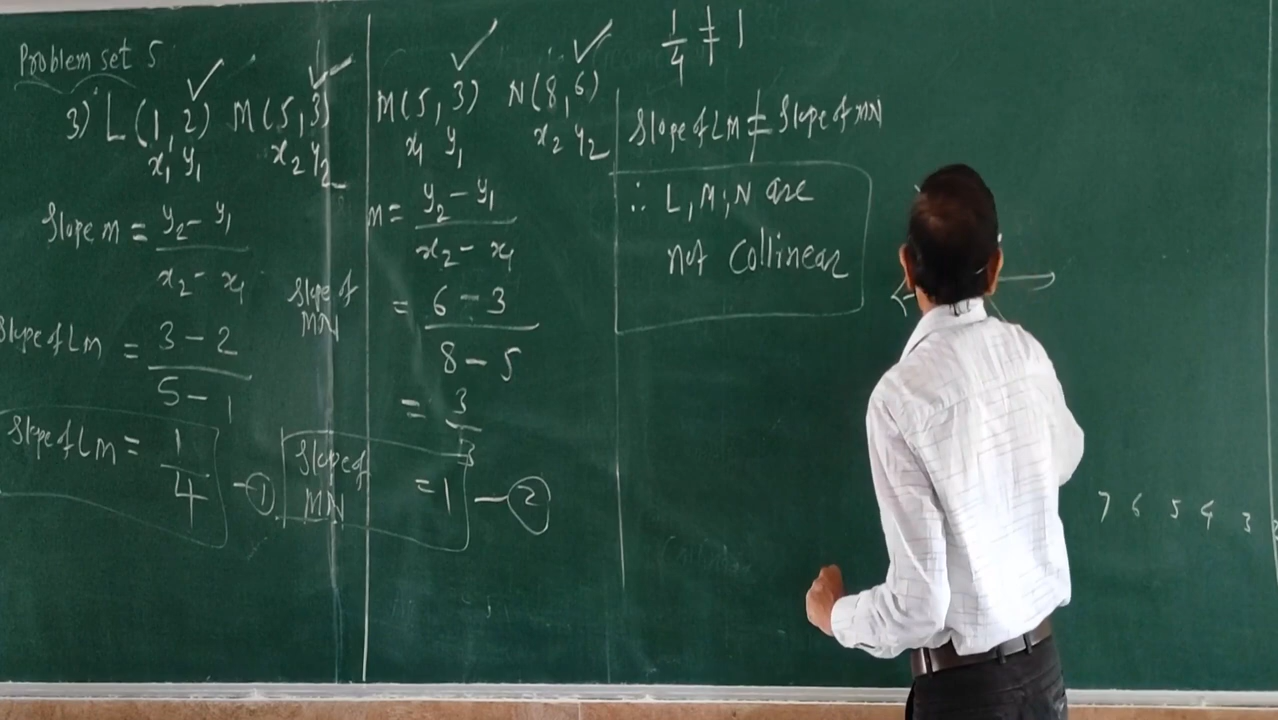 Problem set 5
3) L (1, 2) M(5, 3)
x₁ y₁ x₂ y₂
Slope m = y₂ - y₁ / x₂ - x₁
Slope of LM = 3 - 2 / 5 - 1
Slope of LM = 1 / 4 - ①
M(5, 3) N(8, 6)
x₁ y₁ x₂ y₂
m = y₂ - y₁ / x₂ - x₁
Slope of MN = 6 - 3 / 8 - 5
= 3 / 3
Slope of MN = 1 - ②
1/4 ≠ 1
Slope of LM ≠ Slope of MN
∴ L, M, N are
not Collinear
7 6 5 4 3